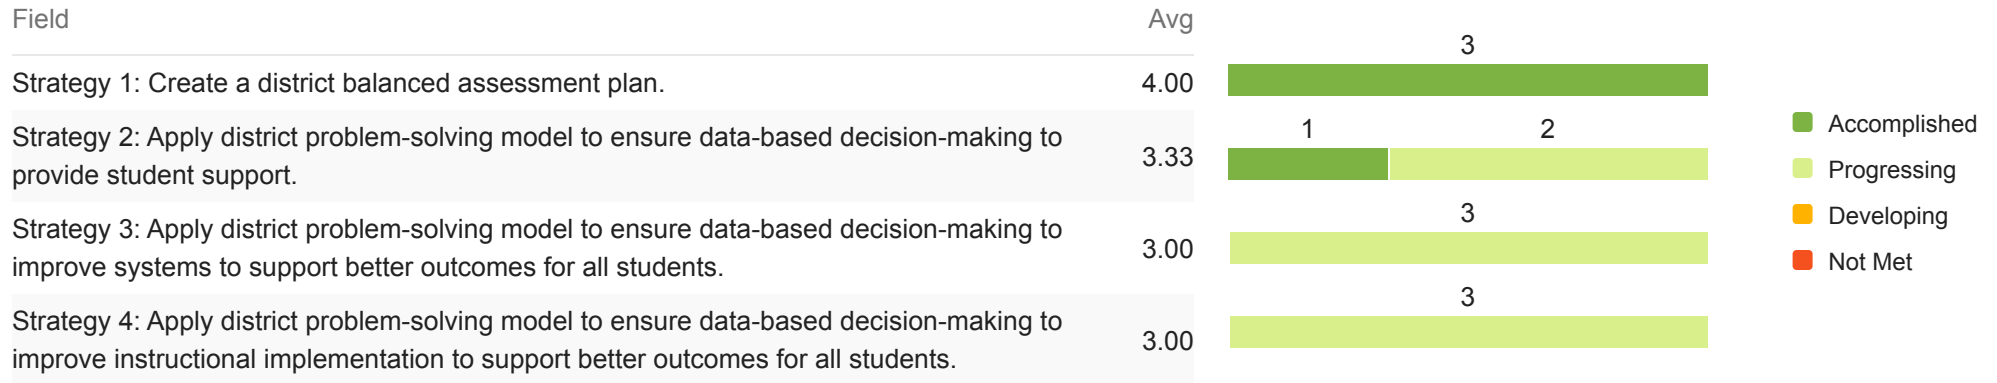 Field Avg
Strategy 1: Create a district balanced assessment plan. 4.00
Strategy 2: Apply district problem-solving model to ensure data-based decision-making to
provide student support.
3.33
Strategy 3: Apply district problem-solving model to ensure data-based decision-making to
improve systems to support better outcomes for all students.
3.00
Strategy 4: Apply district problem-solving model to ensure data-based decision-making to
improve instructional implementation to support better outcomes for all students.
3.00
3
1 2
3
3
Accomplished
Progressing
Developing
Not Met